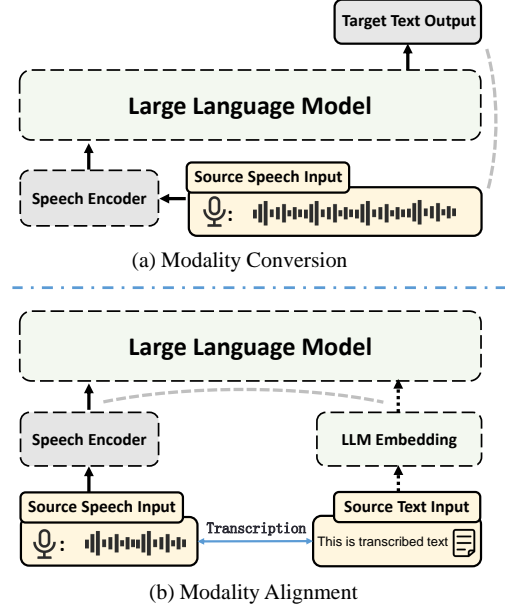 Target Text Output
Large Language Model
Source Speech Input
Speech Encoder
:
(a) Modality Conversion
Large Language Model
Speech Encoder
LLM Embedding
Source Speech Input
Transcription
Source Text Input
:
This is transcribed text
(b) Modality Alignment